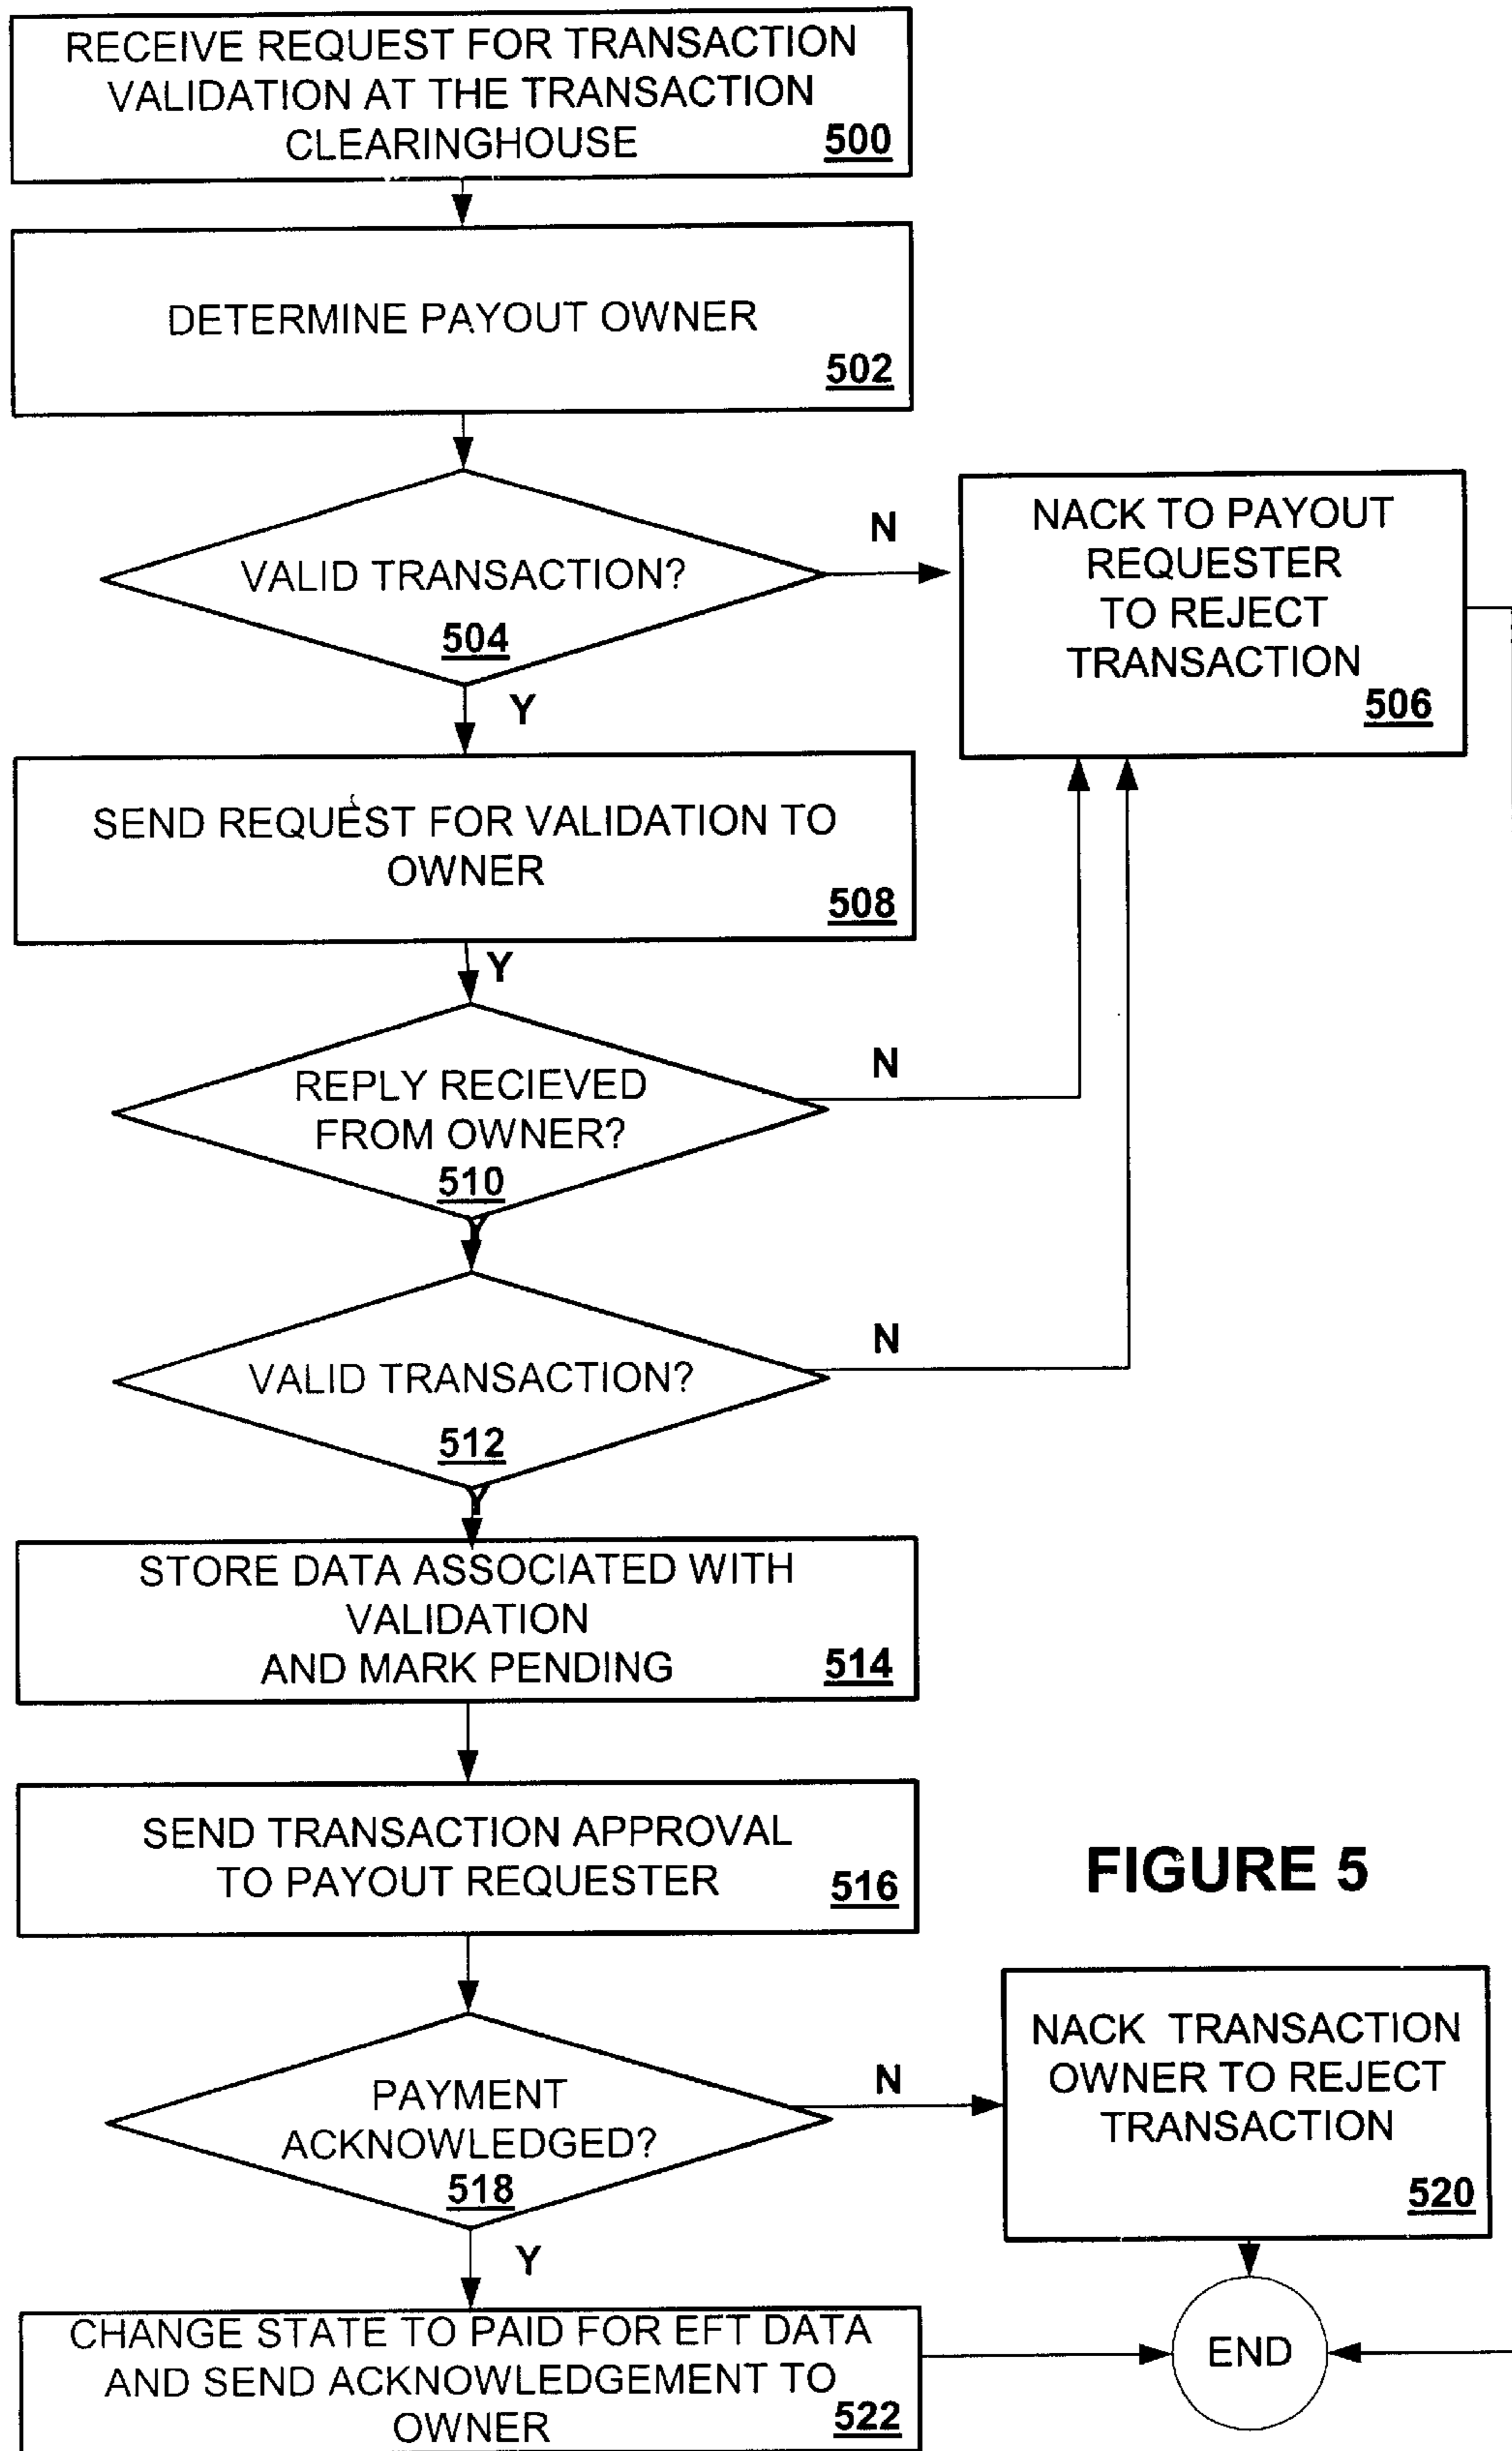 RECEIVE REQUEST FOR TRANSACTION
VALIDATION AT THE TRANSACTION
CLEARINGHOUSE 500
DETERMINE PAYOUT OWNER
502
VALID TRANSACTION?
504
N
NACK TO PAYOUT
REQUESTER
TO REJECT
TRANSACTION
506
Y
SEND REQUEST FOR VALIDATION TO
OWNER
508
Y
REPLY RECIEVED
FROM OWNER?
510
N
Y
VALID TRANSACTION?
512
N
Y
STORE DATA ASSOCIATED WITH
VALIDATION
AND MARK PENDING 514
SEND TRANSACTION APPROVAL
TO PAYOUT REQUESTER 516
FIGURE 5
PAYMENT
ACKNOWLEDGED?
518
N
NACK TRANSACTION
OWNER TO REJECT
TRANSACTION
520
Y
CHANGE STATE TO PAID FOR EFT DATA
AND SEND ACKNOWLEDGEMENT TO
OWNER 522
END